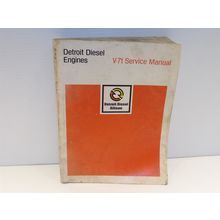 Detroit Diesel
Engines
V-71 Service Manual
Detroit Diesel
Allison